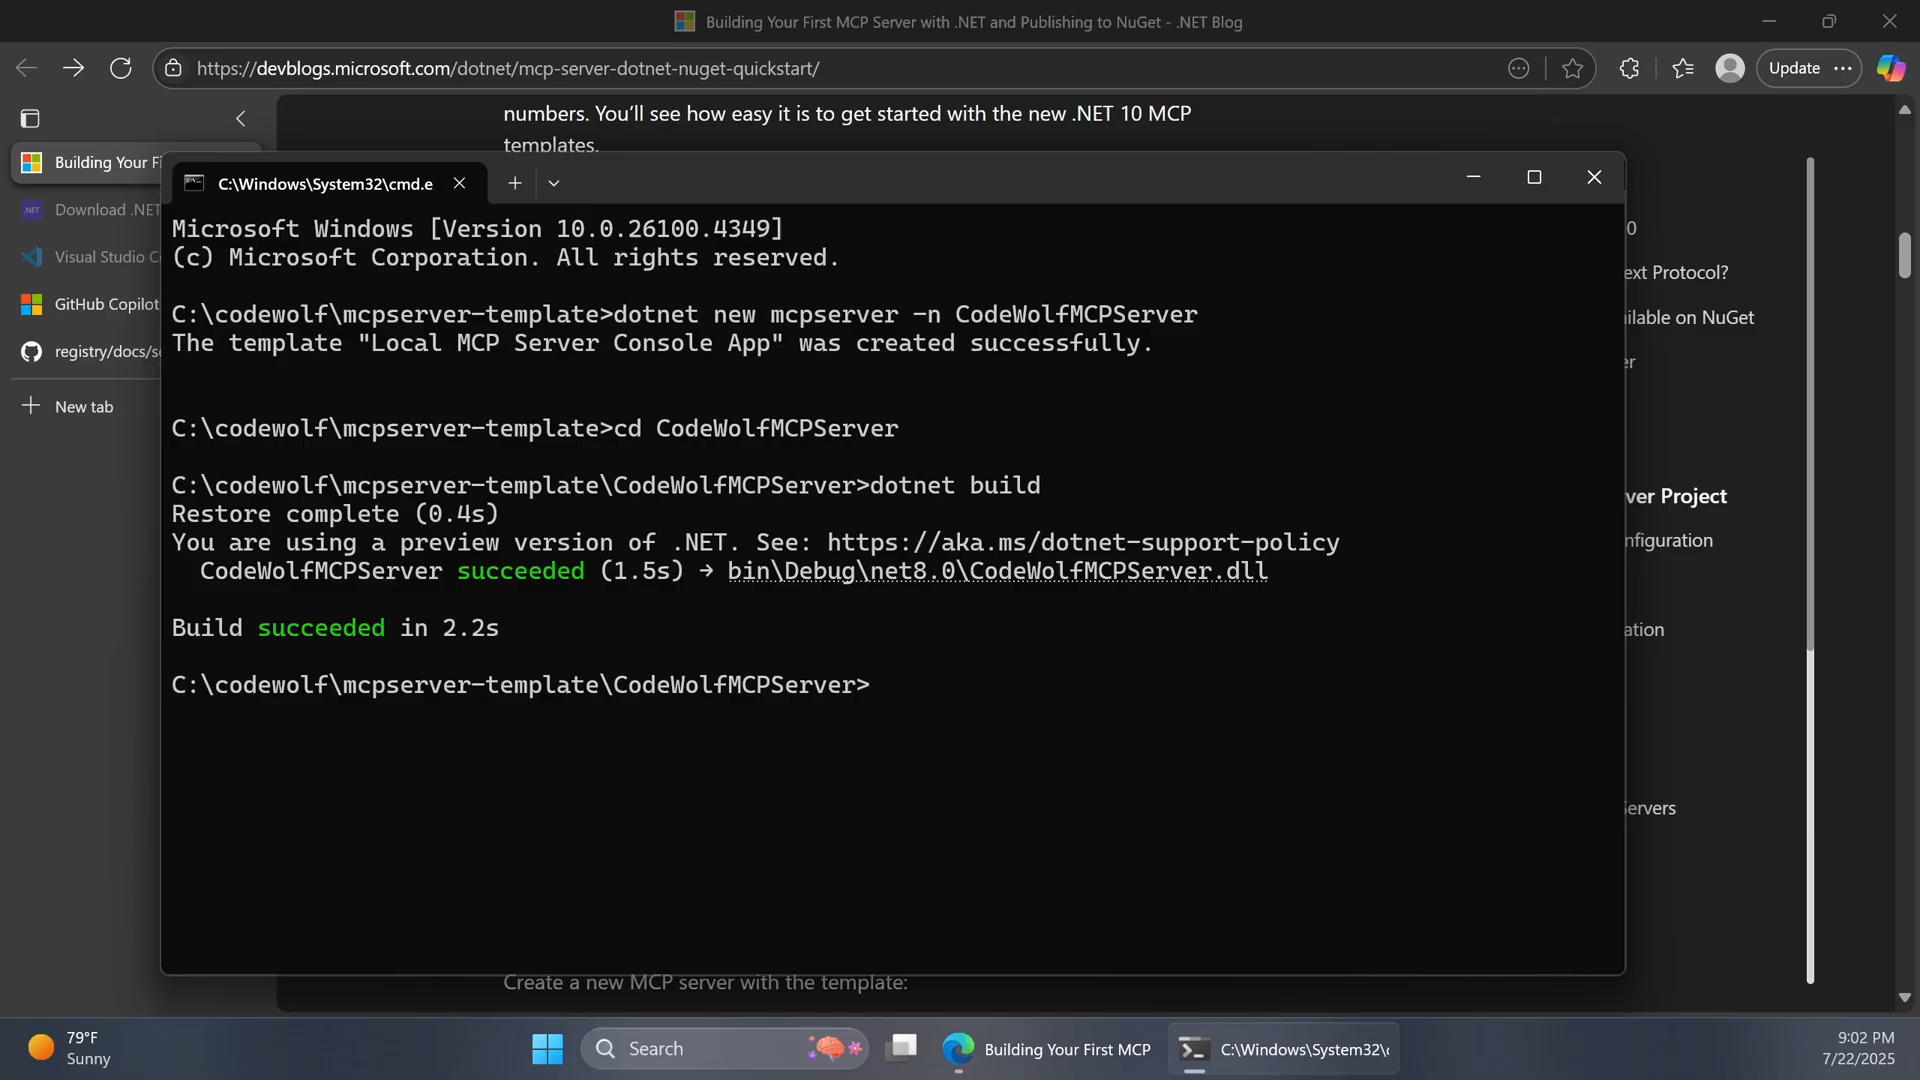 Building Your First MCP Server with .NET and Publishing to NuGet - .NET Blog
https://devblogs.microsoft.com/dotnet/mcp-server-dotnet-nuget-quickstart/
Update
numbers. You’ll see how easy it is to get started with the new .NET 10 MCP
templates.
Building Your Fi
Download .NET
Visual Studio C
GitHub Copilot
registry/docs/se
New tab
C:\Windows\System32\cmd.e
Microsoft Windows [Version 10.0.26100.4349]
(c) Microsoft Corporation. All rights reserved.
C:\codewolf\mcpserver-template>dotnet new mcpserver -n CodeWolfMCPServer
The template "Local MCP Server Console App" was created successfully.
C:\codewolf\mcpserver-template>cd CodeWolfMCPServer
C:\codewolf\mcpserver-template\CodeWolfMCPServer>dotnet build
Restore complete (0.4s)
You are using a preview version of .NET. See: https://aka.ms/dotnet-support-policy
CodeWolfMCPServer succeeded (1.5s) → bin\Debug\net8.0\CodeWolfMCPServer.dll
Build succeeded in 2.2s
C:\codewolf\mcpserver-template\CodeWolfMCPServer>
0
ext Protocol?
ilable on NuGet
er
ver Project
nfiguration
ation
Servers
Create a new MCP server with the template:
79°F
Sunny
Search
Building Your First MCP
C:\Windows\System32\c
9:02 PM
7/22/2025